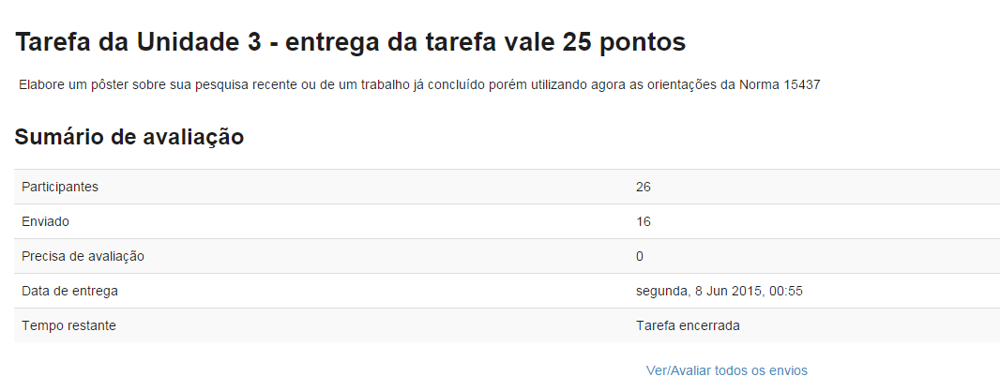 Tarefa da Unidade 3 - entrega da tarefa vale 25 pontos
Elabore um pôster sobre sua pesquisa recente ou de um trabalho já concluído porém utilizando agora as orientações da Norma 15437
Sumário de avaliação
Participantes 26
Enviado 16
Precisa de avaliação 0
Data de entrega segunda, 8 Jun 2015, 00:55
Tempo restante Tarefa encerrada
Ver/Avaliar todos os envios